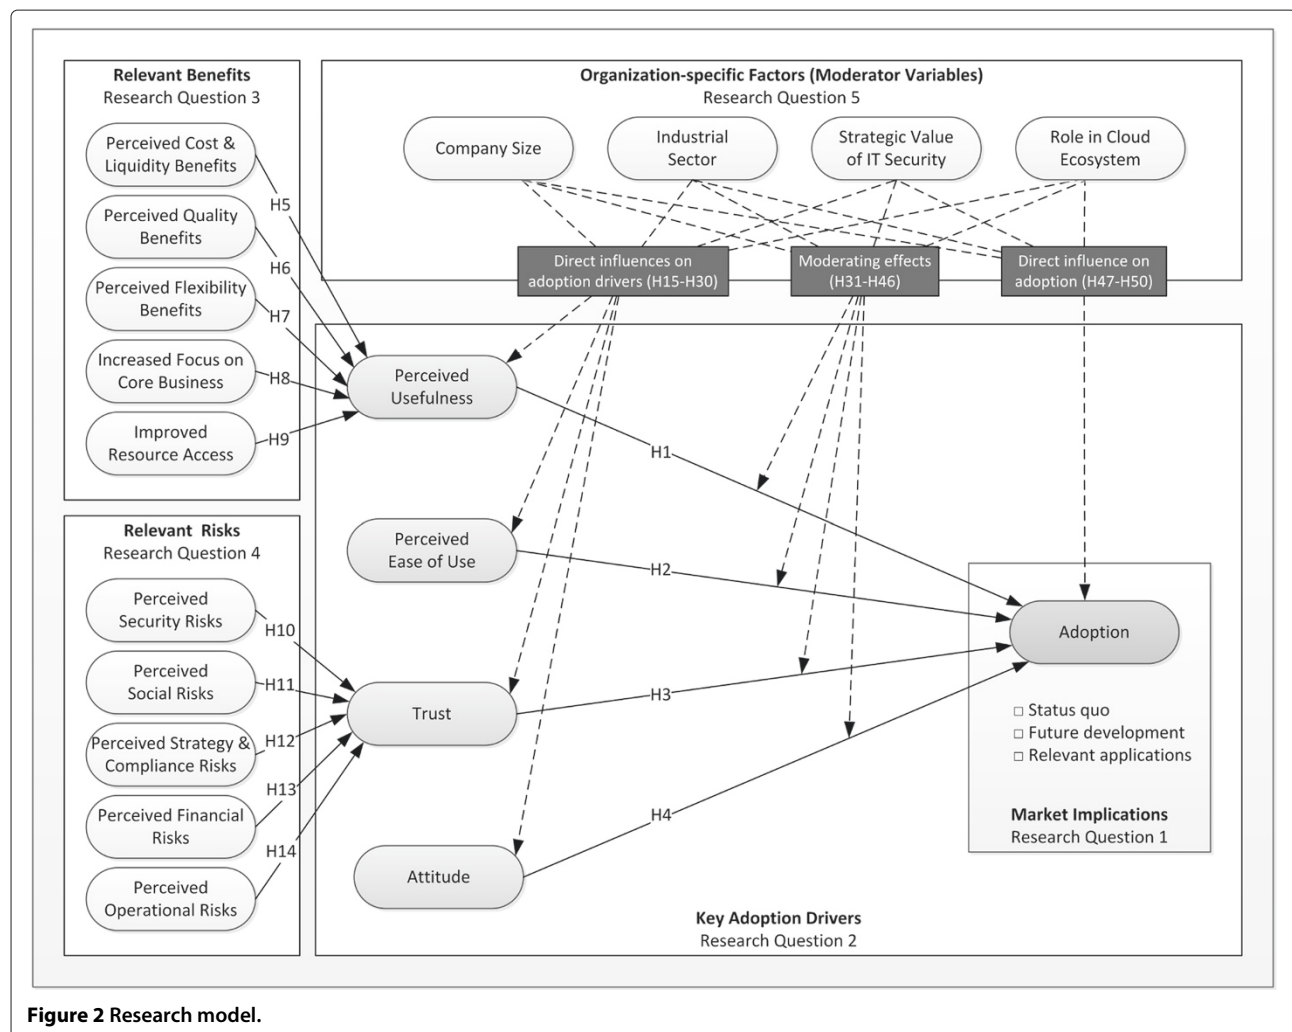 Relevant Benefits
Research Question 3
Perceived Cost &
Liquidity Benefits
Perceived Quality
Benefits
Perceived Flexibility
Benefits
Increased Focus on
Core Business
Improved
Resource Access
H5
H6
H7
H8
H9
Relevant Risks
Research Question 4
Perceived
Security Risks
Perceived
Social Risks
Perceived Strategy &
Compliance Risks
Perceived Financial
Risks
Perceived
Operational Risks
H10
H11
H12
H13
H14
Organization-specific Factors (Moderator Variables)
Research Question 5
Company Size
Industrial
Sector
Strategic Value
of IT Security
Role in Cloud
Ecosystem
Direct influences on
adoption drivers (H15-H30)
Moderating effects
(H31-H46)
Direct influence on
adoption (H47-H50)
Perceived
Usefulness
Perceived
Ease of Use
Trust
Attitude
H1
H2
H3
H4
Adoption
□ Status quo
□ Future development
□ Relevant applications
Market Implications
Research Question 1
Key Adoption Drivers
Research Question 2
Figure 2 Research model.